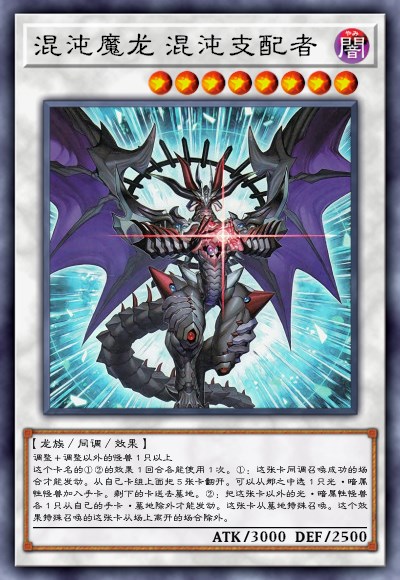 混沌魔龙 混沌支配者
やみ
闇
【龙族/同调/效果】
调整+调整以外的怪兽1只以上
这个卡名的①②的效果1回合各能使用1次。①:这张卡同调召唤成功的场
合才能发动。从自己卡组上面把5张卡翻开。可以从那之中选1只光·暗属
性怪兽加入手卡。剩下的卡送去墓地。②:把这张卡以外的光·暗属性怪兽
各1只从自己的手卡·墓地除外才能发动。这张卡从墓地特殊召唤。这个效
果特殊召唤的这张卡从场上离开的场合除外。
ATK/3000 DEF/2500